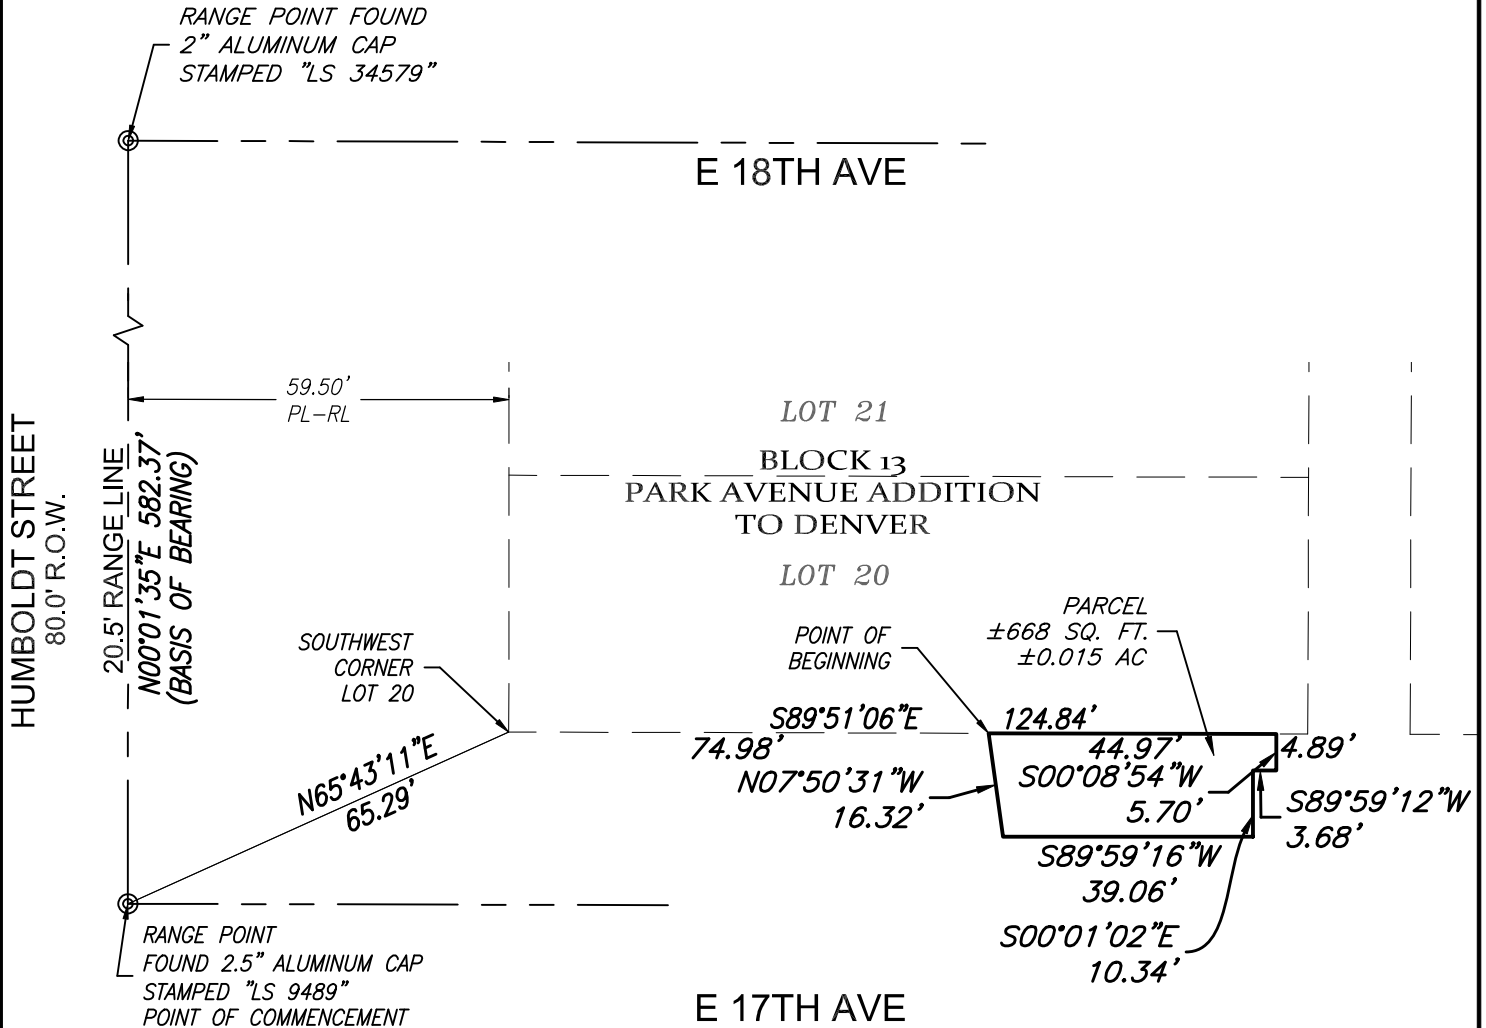 RANGE POINT FOUND
2" ALUMINUM CAP
STAMPED "LS 34579"
E 18TH AVE
59.50'
PL-RL
LOT 21
BLOCK 13
PARK AVENUE ADDITION
TO DENVER
LOT 20
HUMBOLDT STREET
80.0' R.O.W.
20.5' RANGE LINE
N00°01'35"E 582.37'
(BASIS OF BEARING)
SOUTHWEST
CORNER
LOT 20
POINT OF
BEGINNING
PARCEL
±668 SQ. FT.
±0.015 AC
S89°51'06"E 124.84'
74.98'
44.97'
4.89'
N65°43'11"E
65.29'
N07°50'31"W
16.32'
S00°08'54"W
5.70'
S89°59'12"W
3.68'
S89°59'16"W
39.06'
S00°01'02"E
10.34'
RANGE POINT
FOUND 2.5" ALUMINUM CAP
STAMPED "LS 9489"
POINT OF COMMENCEMENT
E 17TH AVE